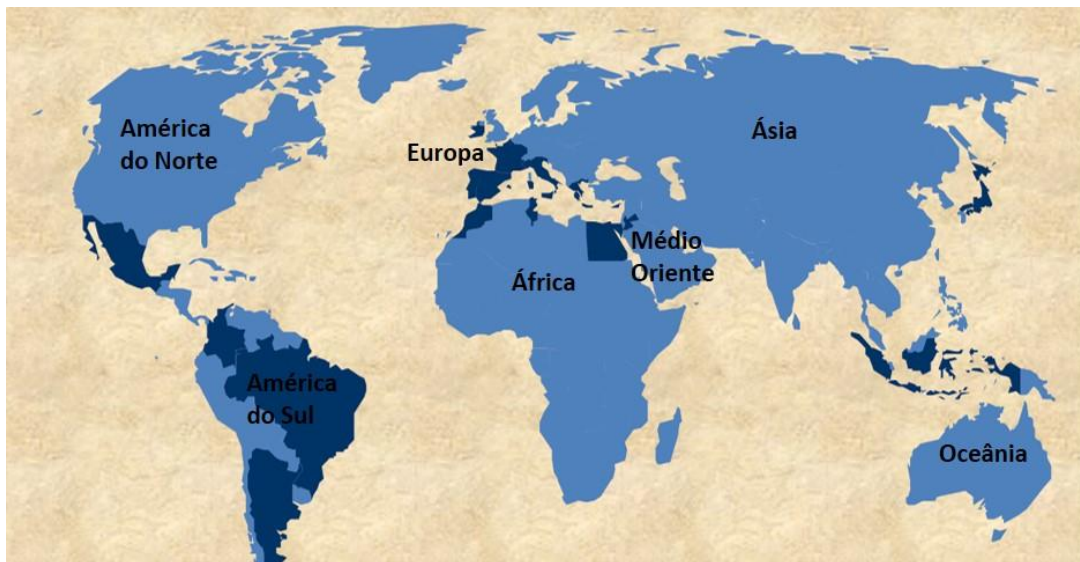 América
do Norte
Europa
Ásia
Médio
Oriente
África
América
do Sul
Oceânia